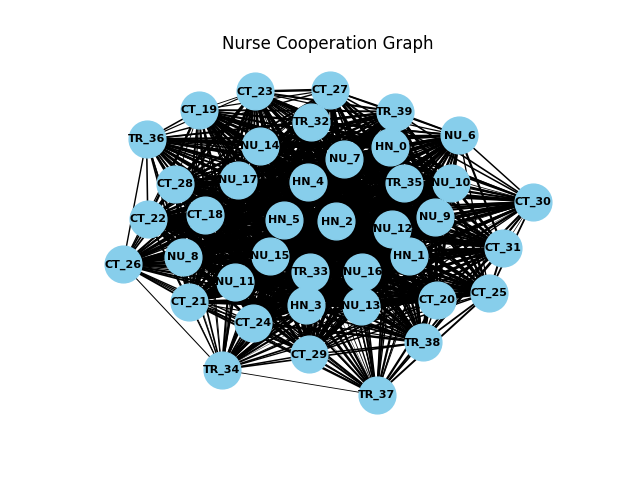 Nurse Cooperation Graph
CT_23
CT_27
CT_19
TR_39
TR_32
NU_6
TR_36
NU_14
HN_0
NU_7
NU_17
HN_4
CT_28
TR_35
NU_10
CT_30
CT_18
NU_9
CT_22
HN_5
HN_2
NU_12
CT_31
NU_8
NU_15
HN_1
CT_26
TR_33
NU_16
NU_11
CT_25
CT_21
CT_20
HN_3
NU_13
CT_24
TR_38
CT_29
TR_34
TR_37